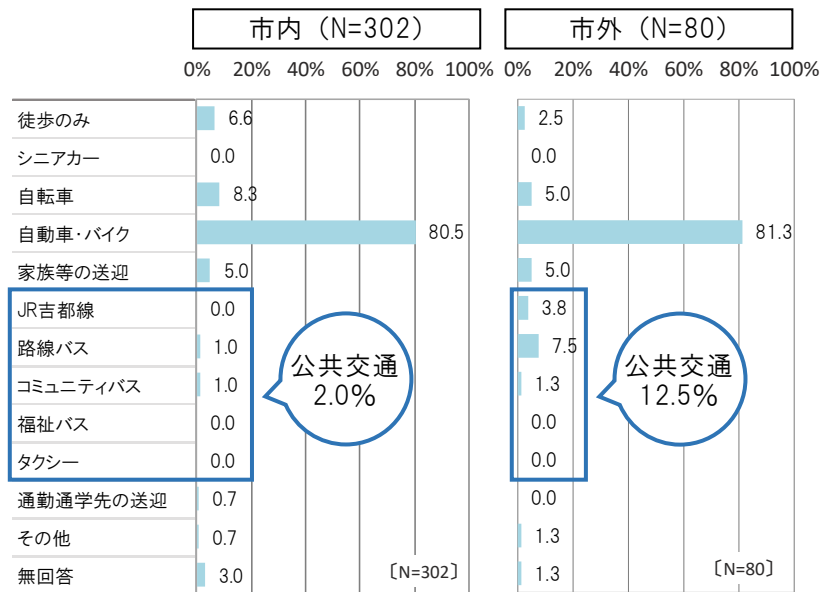 市内（N=302） 市外（N=80）
0% 20% 40% 60% 80% 100% 0% 20% 40% 60% 80% 100%
徒歩のみ 6.6 2.5
シニアカー 0.0 0.0
自転車 8.3 5.0
自動車・バイク 80.5 81.3
家族等の送迎 5.0 5.0
JR吉都線 0.0 3.8
路線バス 1.0 7.5
コミュニティバス 1.0 1.3
福祉バス 0.0 0.0
タクシー 0.0 0.0
通勤通学先の送迎 0.7 0.0
その他 0.7 1.3
無回答 3.0 1.3
公共交通
2.0%
公共交通
12.5%
〔N=302〕 〔N=80〕